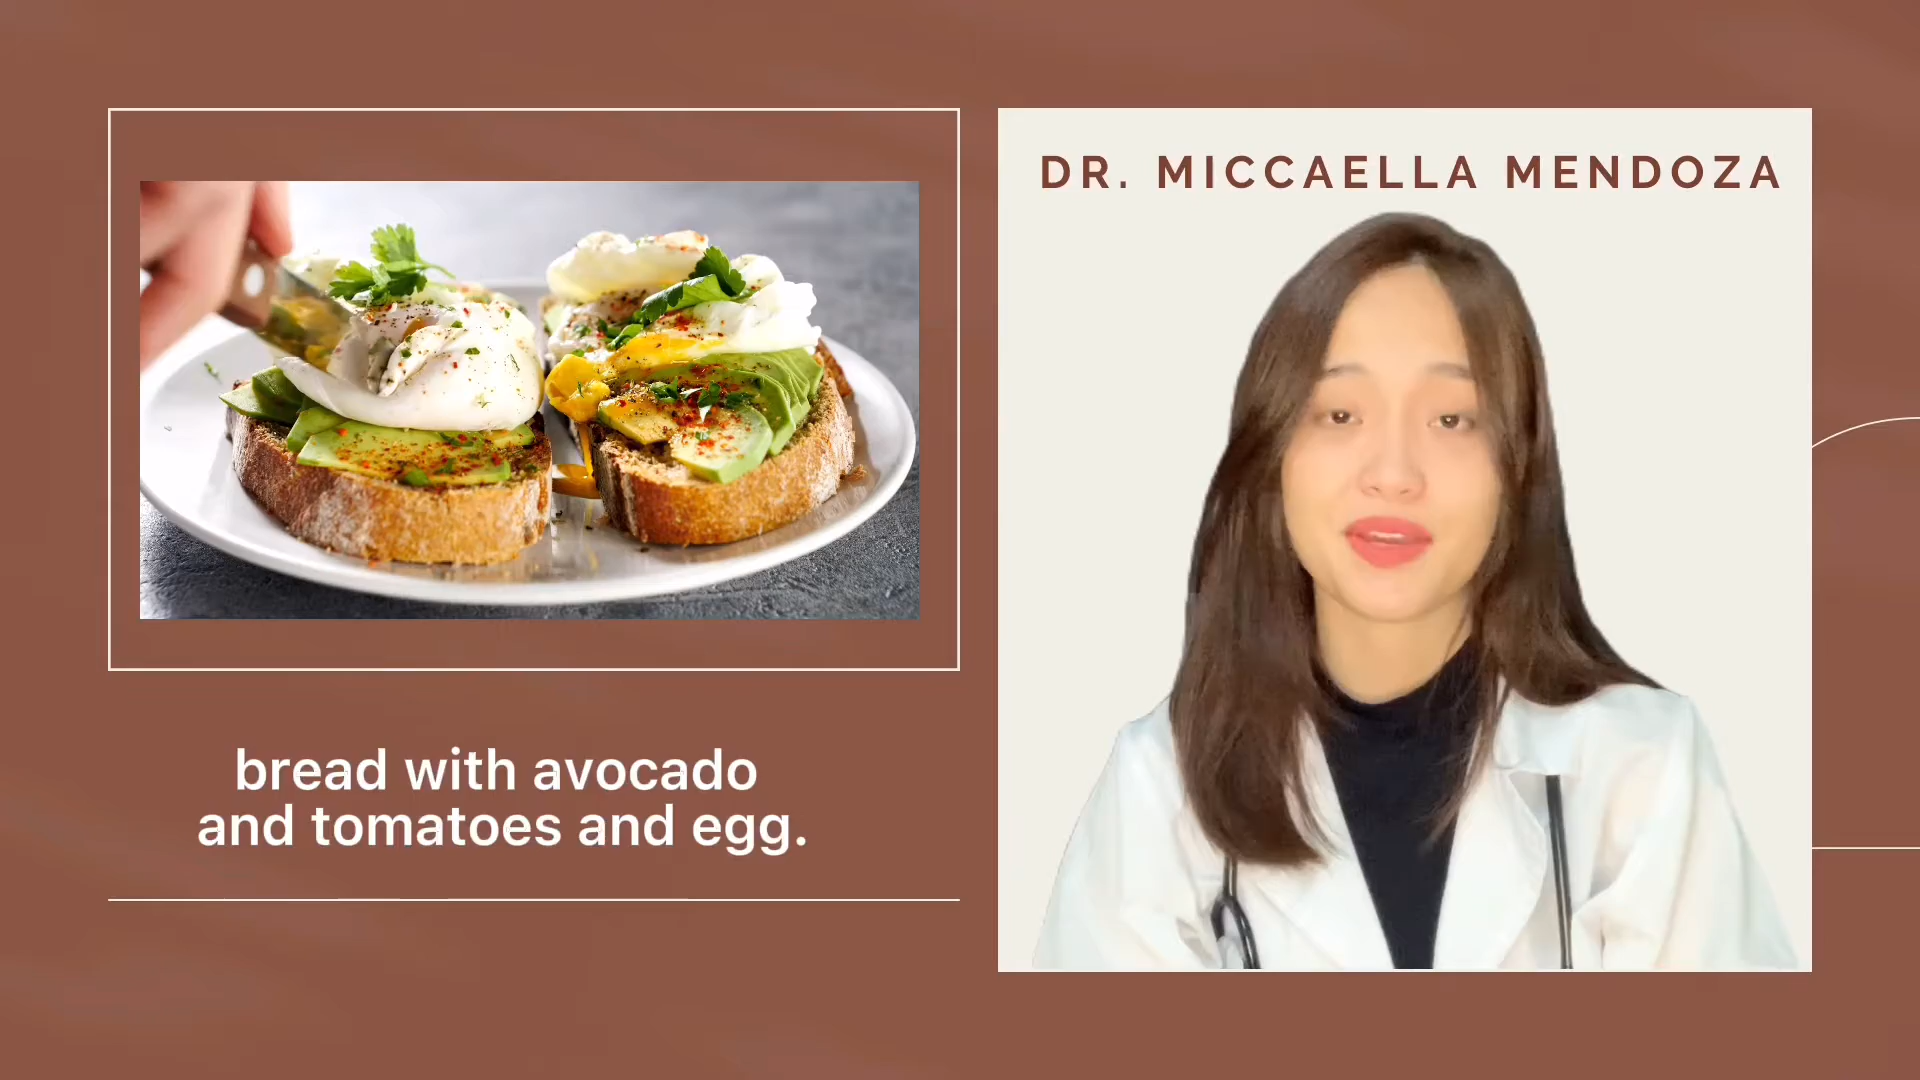 DR. MICCAELLA MENDOZA
bread with avocado
and tomatoes and egg.